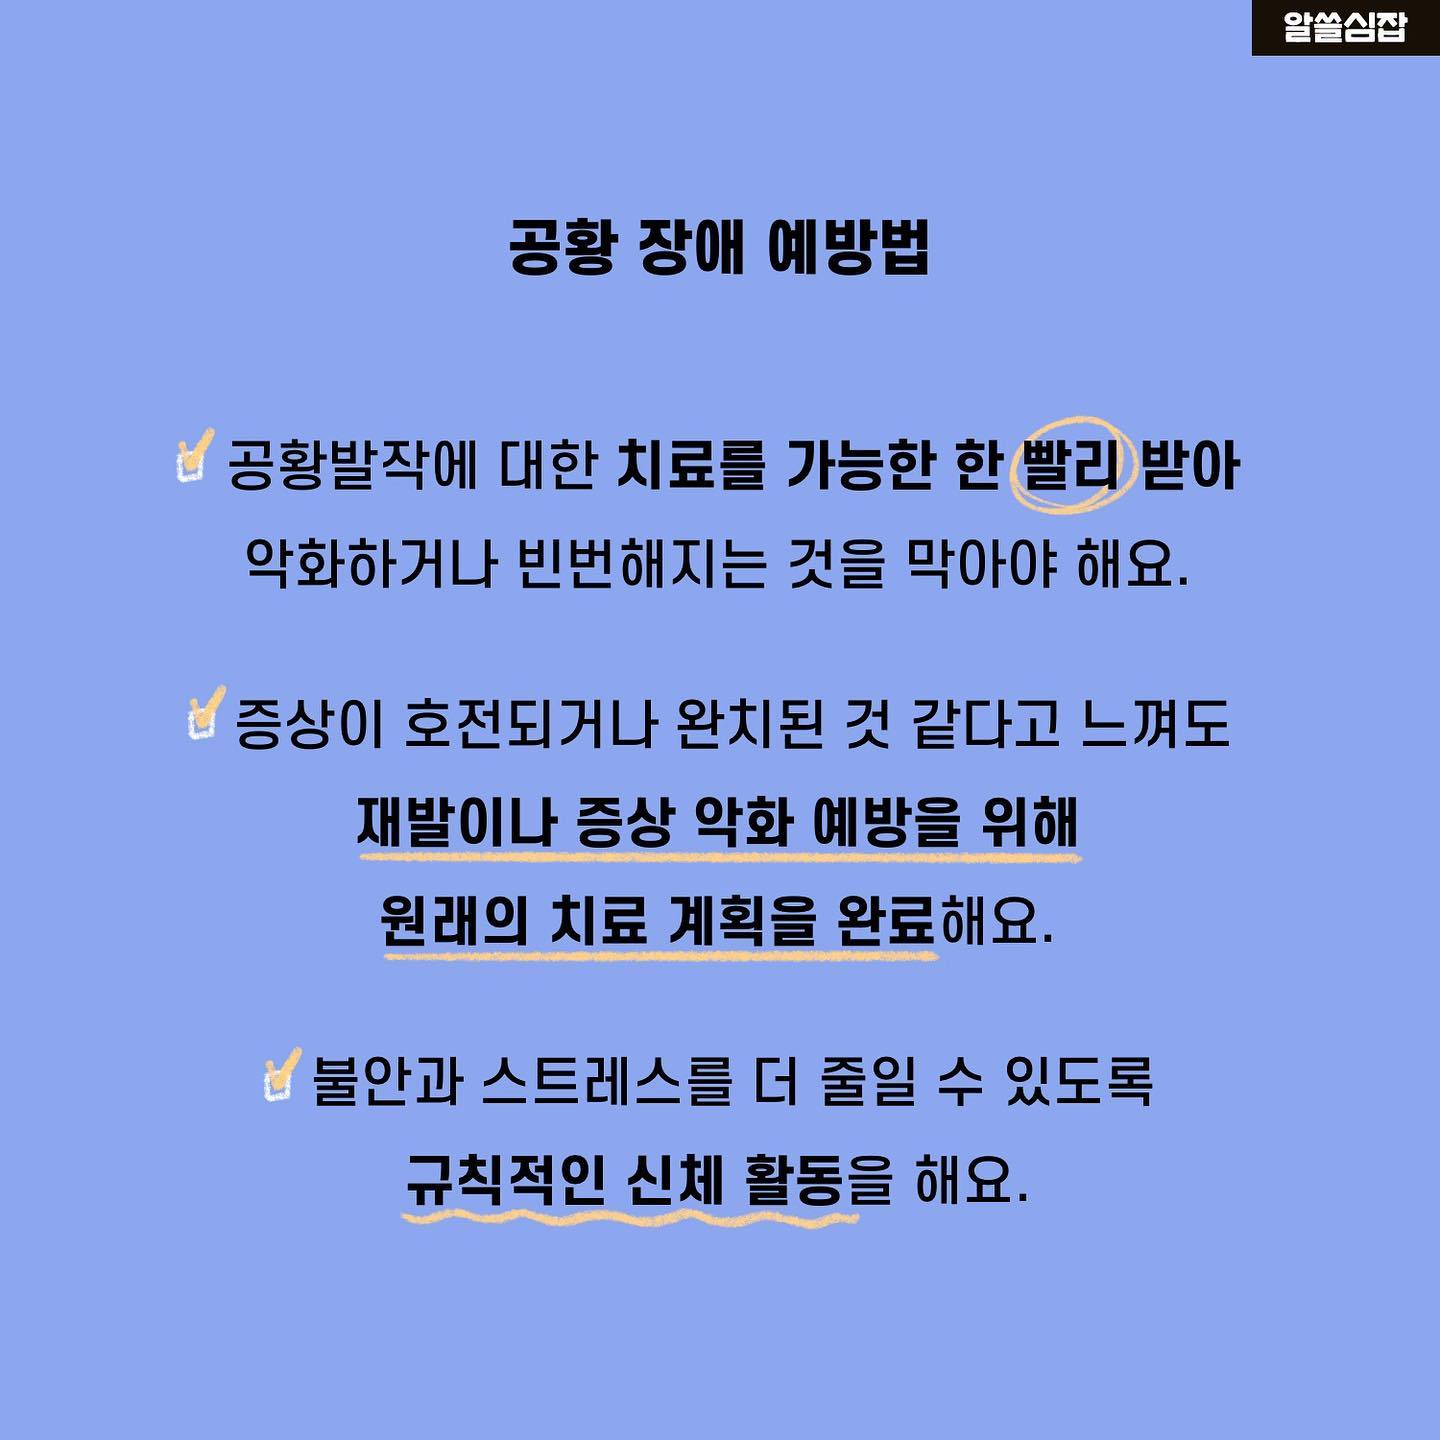 알쓸심잡
공황 장애 예방법
공황발작에 대한 치료를 가능한 한 빨리 받아
악화하거나 빈번해지는 것을 막아야 해요.
증상이 호전되거나 완치된 것 같다고 느껴도
재발이나 증상 악화 예방을 위해
원래의 치료 계획을 완료해요.
불안과 스트레스를 더 줄일 수 있도록
규칙적인 신체 활동을 해요.